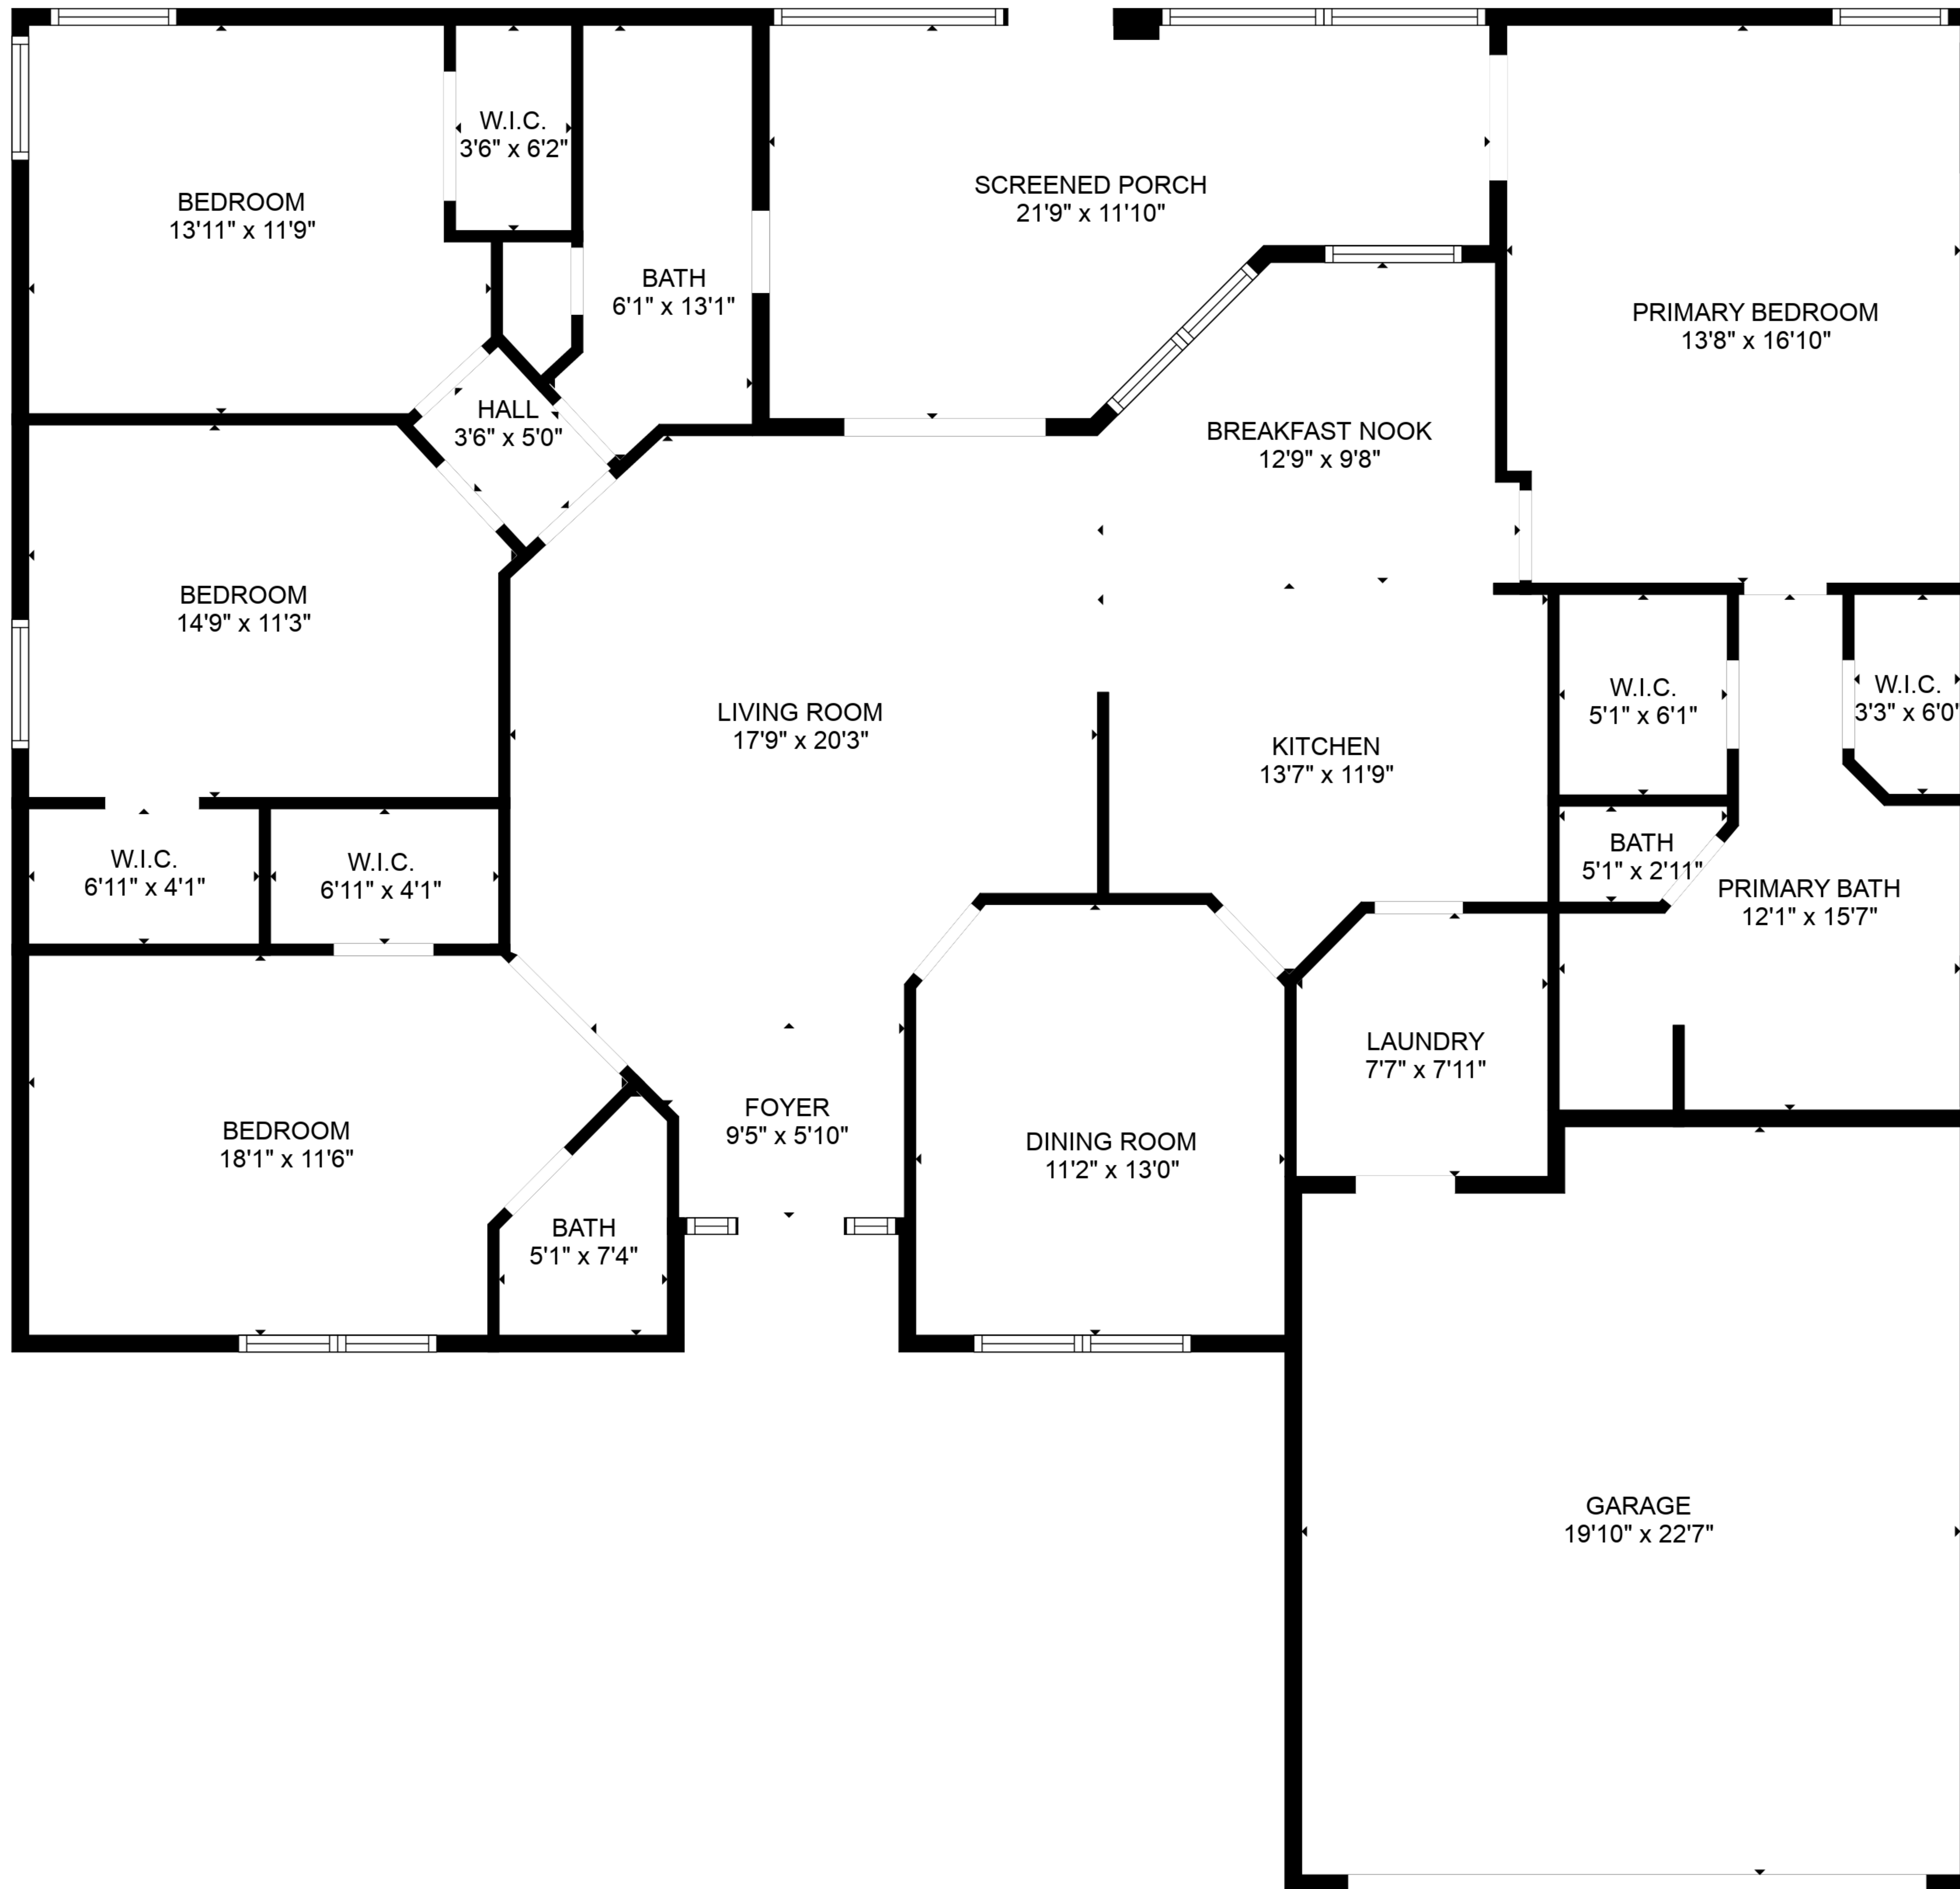 W.I.C.
3'6" x 6'2"
BEDROOM
13'11" x 11'9"
SCREENED PORCH
21'9" x 11'10"
BATH
6'1" x 13'1"
PRIMARY BEDROOM
13'8" x 16'10"
HALL
3'6" x 5'0"
BREAKFAST NOOK
12'9" x 9'8"
BEDROOM
14'9" x 11'3"
LIVING ROOM
17'9" x 20'3"
KITCHEN
13'7" x 11'9"
W.I.C.
5'1" x 6'1"
W.I.C.
3'3" x 6'0"
W.I.C.
6'11" x 4'1"
W.I.C.
6'11" x 4'1"
BATH
5'1" x 2'11"
PRIMARY BATH
12'1" x 15'7"
LAUNDRY
7'7" x 7'11"
FOYER
9'5" x 5'10"
BEDROOM
18'1" x 11'6"
DINING ROOM
11'2" x 13'0"
BATH
5'1" x 7'4"
GARAGE
19'10" x 22'7"